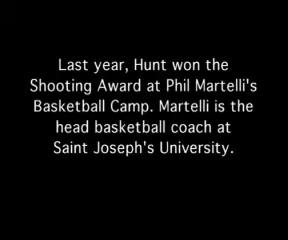 Last year, Hunt won the
Shooting Award at Phil Martelli's
Basketball Camp. Martelli is the
head basketball coach at
Saint Joseph's University.